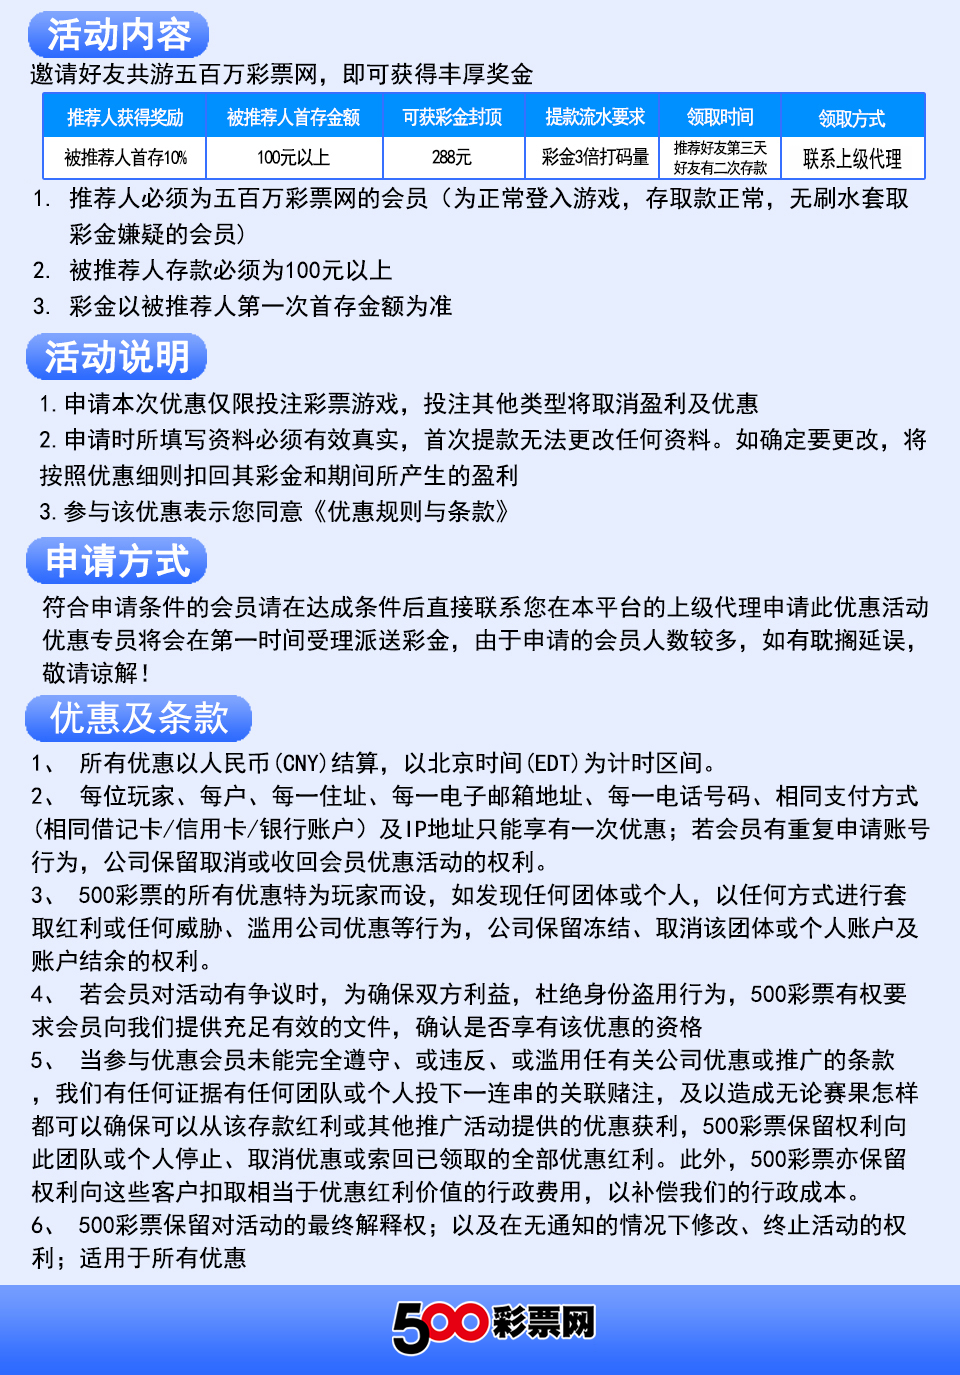 活动内容
邀请好友共游五百万彩票网，即可获得丰厚奖金
推荐人获得奖励 被推荐人首存金额 可获彩金封顶 提款流水要求 领取时间 领取方式
被推荐人首存10% 100元以上 288元 彩金3倍打码量 推荐好友第三天 联系上级代理
好友有二次存款
1. 推荐人必须为五百万彩票网的会员（为正常登入游戏，存取款正常，无刷水套取
彩金嫌疑的会员)
2. 被推荐人存款必须为100元以上
3. 彩金以被推荐人第一次首存金额为准
活动说明
1.申请本次优惠仅限投注彩票游戏，投注其他类型将取消盈利及优惠
2.申请时所填写资料必须有效真实，首次提款无法更改任何资料。如确定要更改，将
按照优惠细则扣回其彩金和期间所产生的盈利
3.参与该优惠表示您同意《优惠规则与条款》
申请方式
符合申请条件的会员请在达成条件后直接联系您在本平台的上级代理申请此优惠活动
优惠专员将会在第一时间受理派送彩金，由于申请的会员人数较多，如有耽搁延误，
敬请谅解！
优惠及条款
1、 所有优惠以人民币(CNY)结算，以北京时间(EDT)为计时区间。
2、 每位玩家、每户、每一住址、每一电子邮箱地址、每一电话号码、相同支付方式
(相同借记卡/信用卡/银行账户）及IP地址只能享有一次优惠；若会员有重复申请账号
行为，公司保留取消或收回会员优惠活动的权利。
3、 500彩票的所有优惠特为玩家而设，如发现任何团体或个人，以任何方式进行套
取红利或任何威胁、滥用公司优惠等行为，公司保留冻结、取消该团体或个人账户及
账户结余的权利。
4、 若会员对活动有争议时，为确保双方利益，杜绝身份盗用行为，500彩票有权要
求会员向我们提供充足有效的文件，确认是否享有该优惠的资格
5、 当参与优惠会员未能完全遵守、或违反、或滥用任有关公司优惠或推广的条款
，我们有任何证据有任何团队或个人投下一连串的关联赌注，及以造成无论赛果怎样
都可以确保可以从该存款红利或其他推广活动提供的优惠获利，500彩票保留权利向
此团队或个人停止、取消优惠或索回已领取的全部优惠红利。此外，500彩票亦保留
权利向这些客户扣取相当于优惠红利价值的行政费用，以补偿我们的行政成本。
6、 500彩票保留对活动的最终解释权；以及在无通知的情况下修改、终止活动的权
利；适用于所有优惠
500彩票网